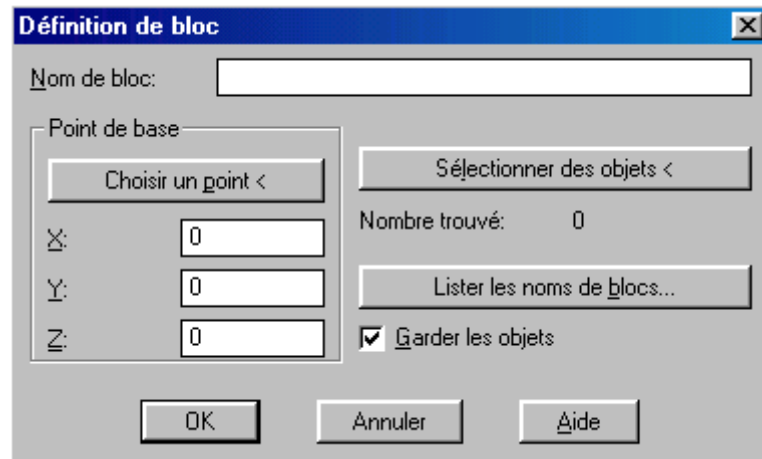 Définition de bloc
Nom de bloc:
Point de base
Choisir un point <
X: 0
Y: 0
Z: 0
Sélectionner des objets <
Nombre trouvé: 0
Lister les noms de blocs...
Garder les objets
OK Annuler Aide